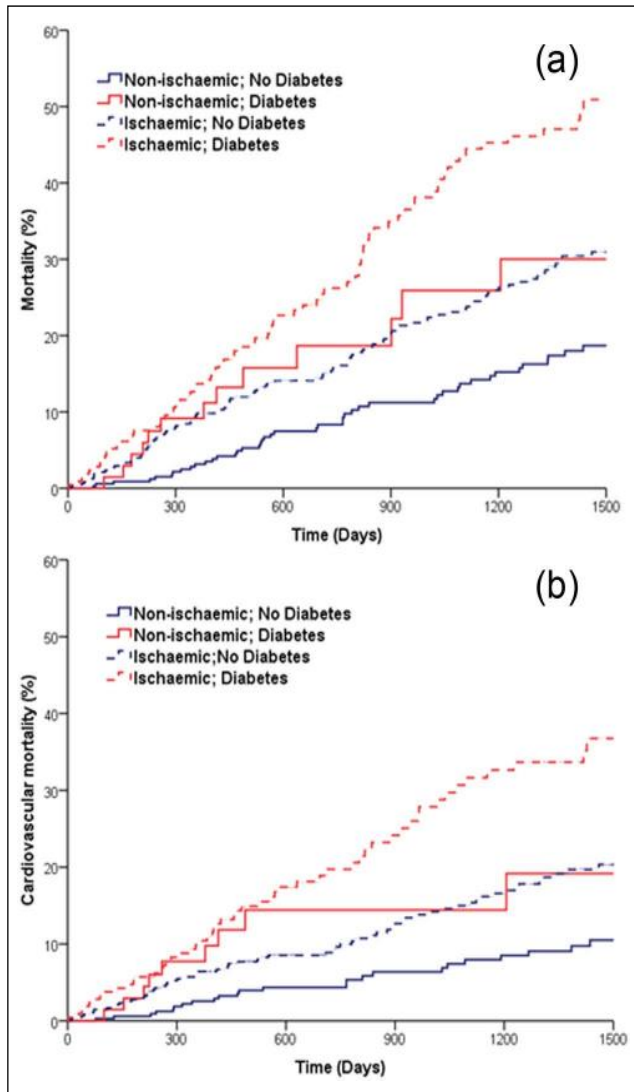 (a)
Non-ischaemic; No Diabetes
Non-ischaemic; Diabetes
Ischaemic; No Diabetes
Ischaemic; Diabetes
Mortality (%)
60
50
40
30
20
10
0
0 300 600 900 1200 1500
Time (Days)
(b)
Non-ischaemic; No Diabetes
Non-ischaemic; Diabetes
Ischaemic;No Diabetes
Ischaemic; Diabetes
Cardiovascular mortality (%)
60
50
40
30
20
10
0
0 300 600 900 1200 1500
Time (Days)